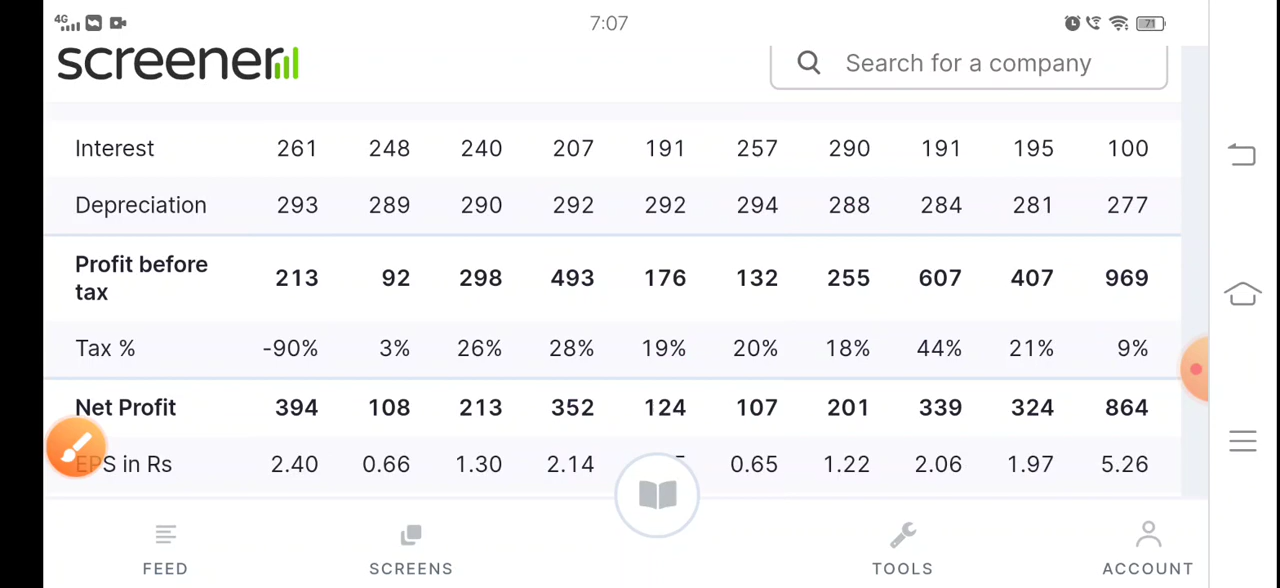 4G 7:07 71
screener Search for a company
Interest 261 248 240 207 191 257 290 191 195 100
Depreciation 293 289 290 292 292 294 288 284 281 277
Profit before
tax 213 92 298 493 176 132 255 607 407 969
Tax % -90% 3% 26% 28% 19% 20% 18% 44% 21% 9%
Net Profit 394 108 213 352 124 107 201 339 324 864
EPS in Rs 2.40 0.66 1.30 2.14 0.65 1.22 2.06 1.97 5.26
FEED SCREENS TOOLS ACCOUNT